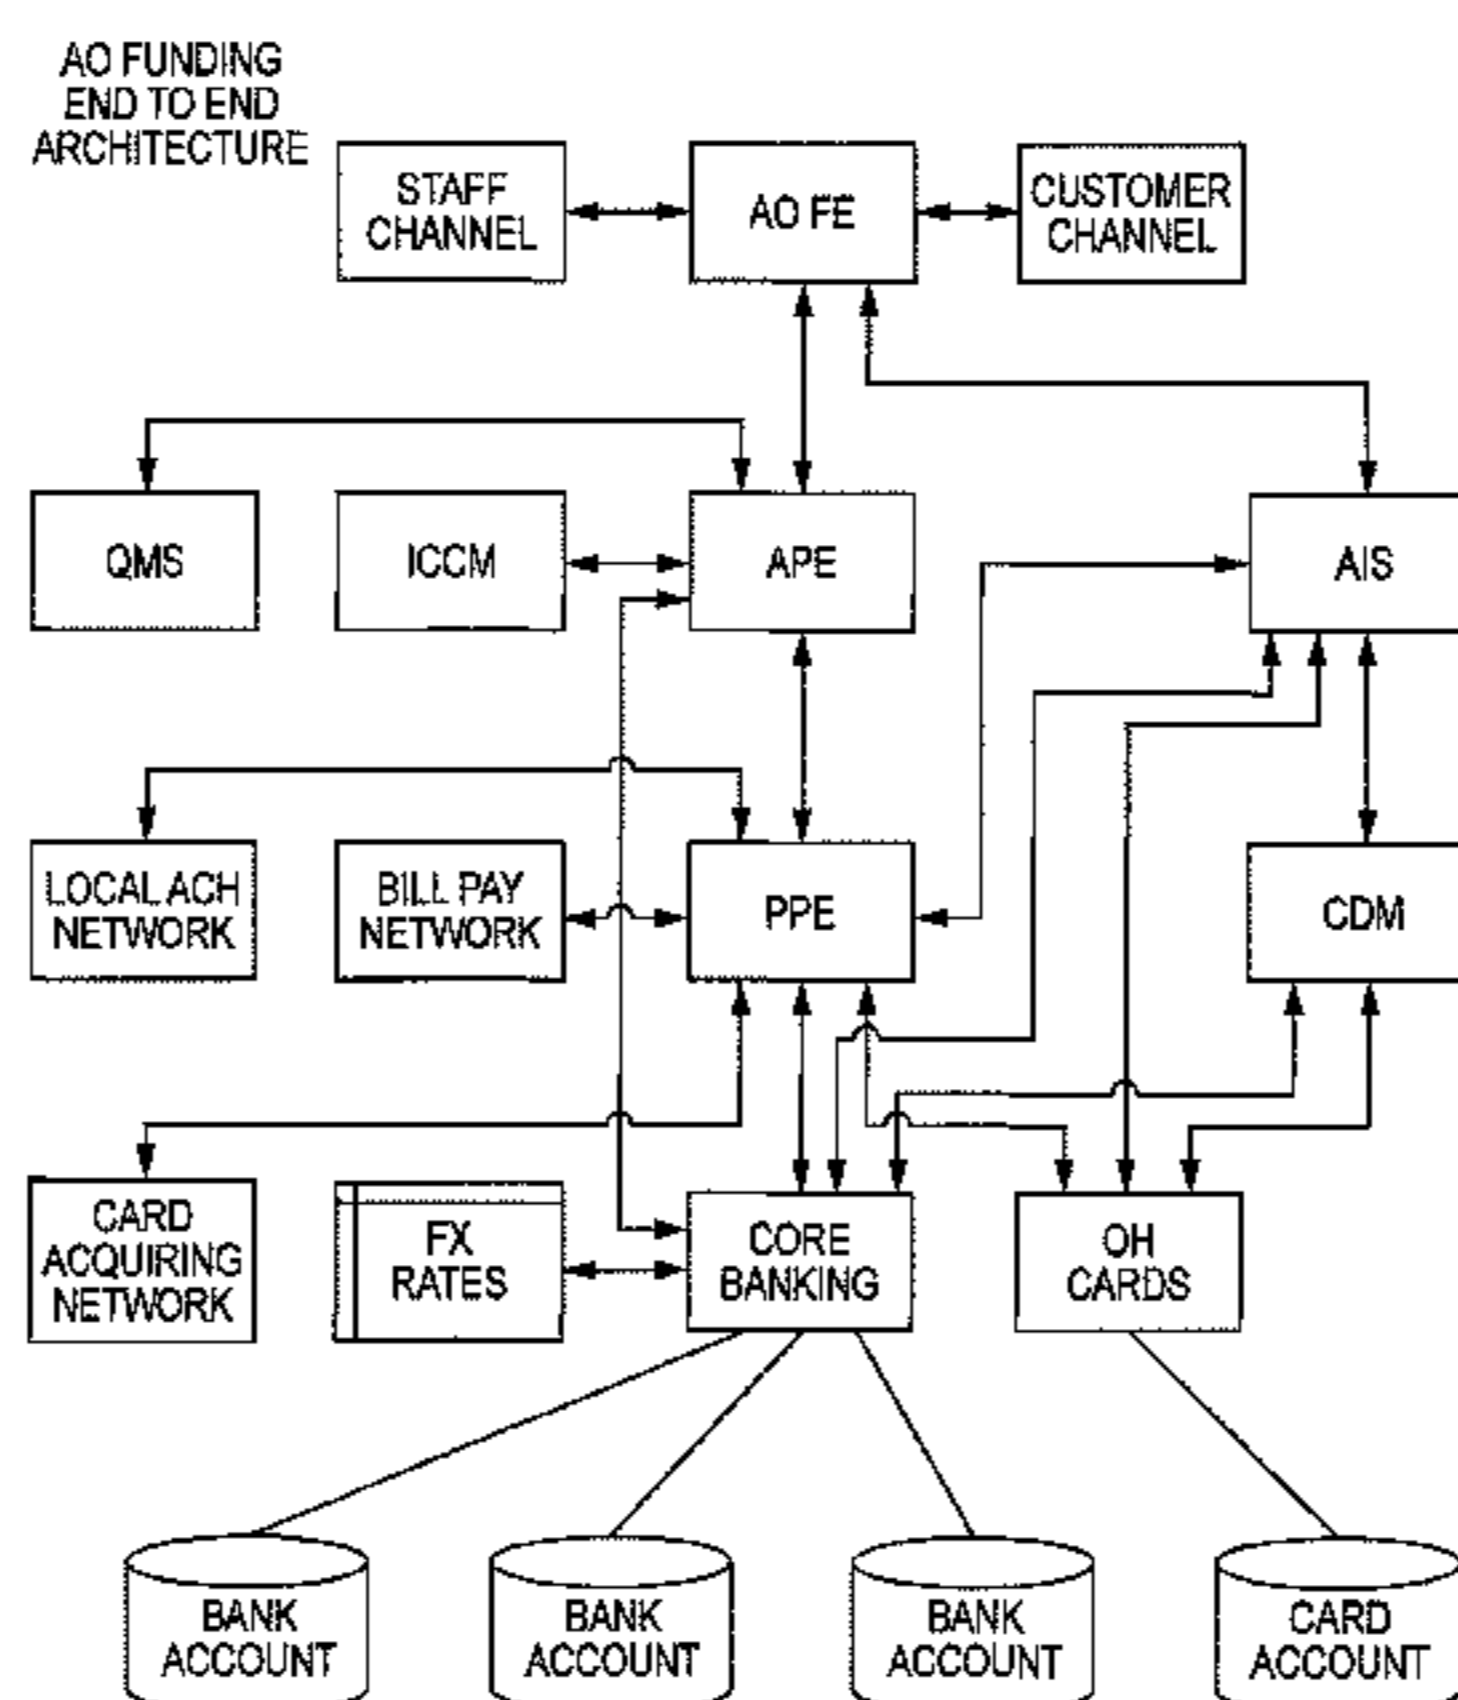 AO FUNDING
END TO END
ARCHITECTURE
STAFF
CHANNEL
AO FE
CUSTOMER
CHANNEL
QMS
ICCM
APE
AIS
LOCAL ACH
NETWORK
BILL PAY
NETWORK
PPE
CDM
CARD
ACQUIRING
NETWORK
FX
RATES
CORE
BANKING
OH
CARDS
BANK
ACCOUNT
BANK
ACCOUNT
BANK
ACCOUNT
CARD
ACCOUNT